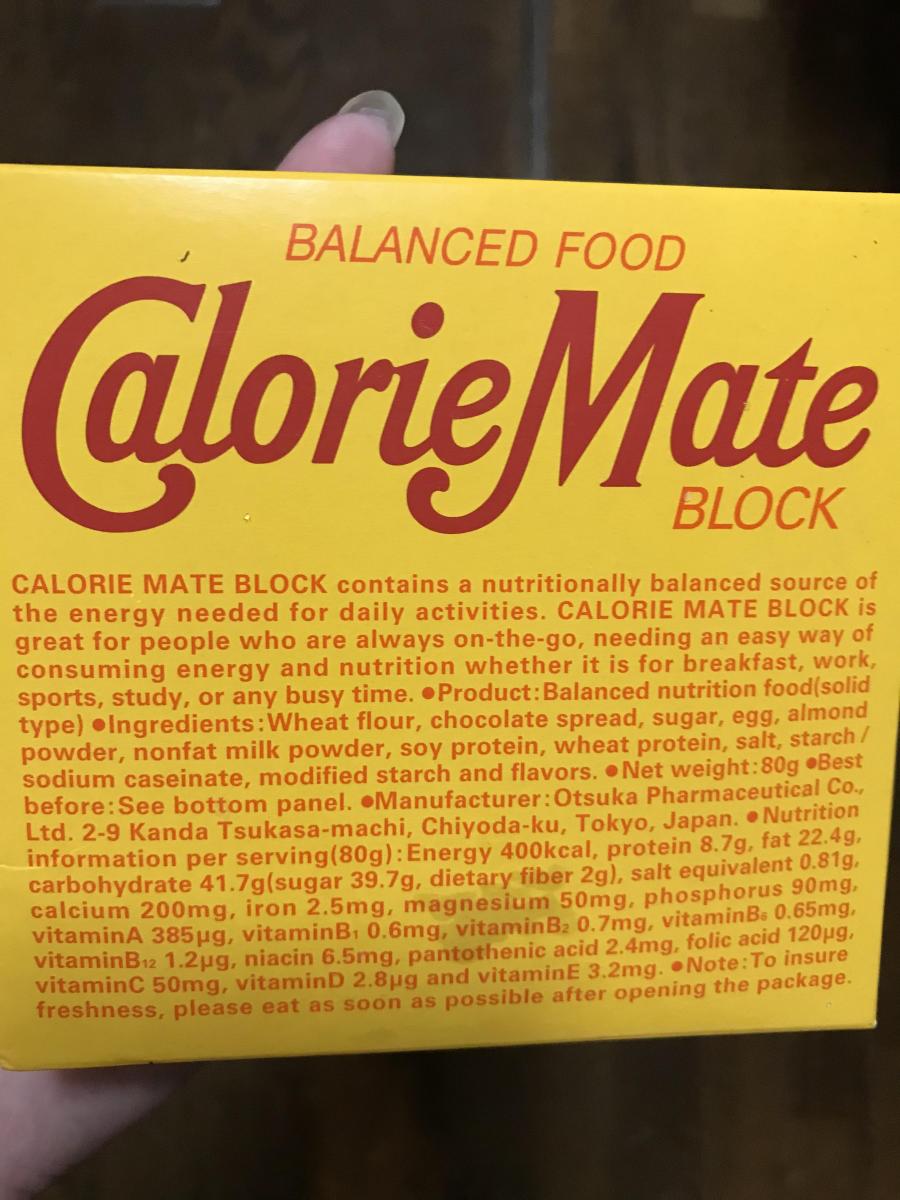 BALANCED FOOD
CalorieMate
BLOCK
CALORIE MATE BLOCK contains a nutritionally balanced source of
the energy needed for daily activities. CALORIE MATE BLOCK is
great for people who are always on-the-go, needing an easy way of
consuming energy and nutrition whether it is for breakfast, work,
sports, study, or any busy time. ●Product:Balanced nutrition food(solid
type) ●Ingredients:Wheat flour, chocolate spread, sugar, egg, almond
powder, nonfat milk powder, soy protein, wheat protein, salt, starch /
sodium caseinate, modified starch and flavors. ●Net weight:80g ●Best
before:See bottom panel. ●Manufacturer:Otsuka Pharmaceutical Co.,
Ltd. 2-9 Kanda Tsukasa-machi, Chiyoda-ku, Tokyo, Japan. ●Nutrition
information per serving(80g):Energy 400kcal, protein 8.7g, fat 22.4g,
carbohydrate 41.7g(sugar 39.7g, dietary fiber 2g), salt equivalent 0.81g,
calcium 200mg, iron 2.5mg, magnesium 50mg, phosphorus 90mg,
vitaminA 385μg, vitaminB₁ 0.6mg, vitaminB₂ 0.7mg, vitaminB₆ 0.65mg,
vitaminB₁₂ 1.2μg, niacin 6.5mg, pantothenic acid 2.4mg, folic acid 120μg,
vitaminC 50mg, vitaminD 2.8μg and vitaminE 3.2mg. ●Note:To insure
freshness, please eat as soon as possible after opening the package.